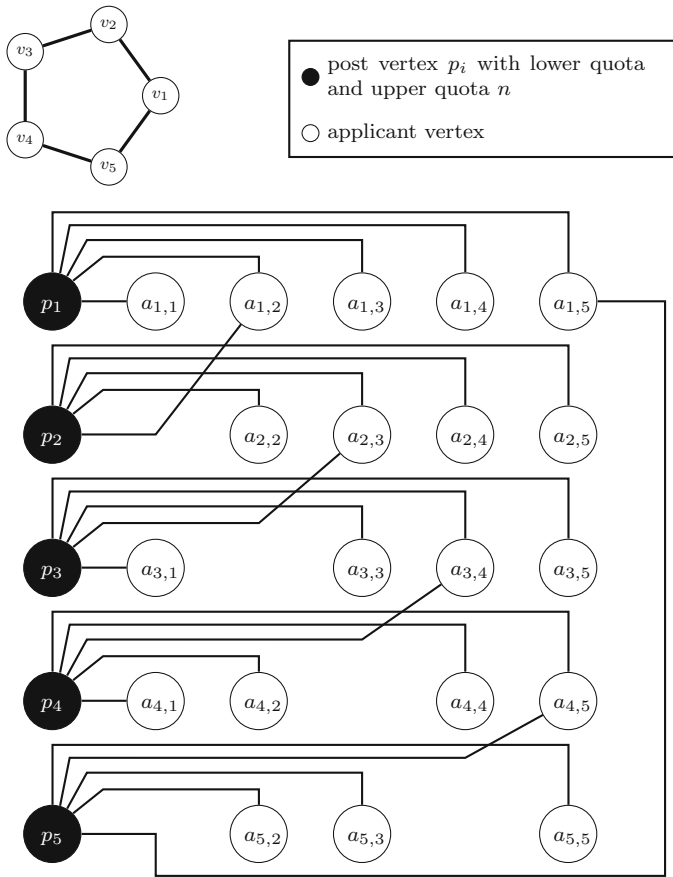 v₂
v₃
v₁
v₄
v₅
post vertex pᵢ with lower quota
and upper quota n
applicant vertex
p₁ a₁,₁ a₁,₂ a₁,₃ a₁,₄ a₁,₅
p₂ a₂,₂ a₂,₃ a₂,₄ a₂,₅
p₃ a₃,₁ a₃,₃ a₃,₄ a₃,₅
p₄ a₄,₁ a₄,₂ a₄,₄ a₄,₅
p₅ a₅,₂ a₅,₃ a₅,₅